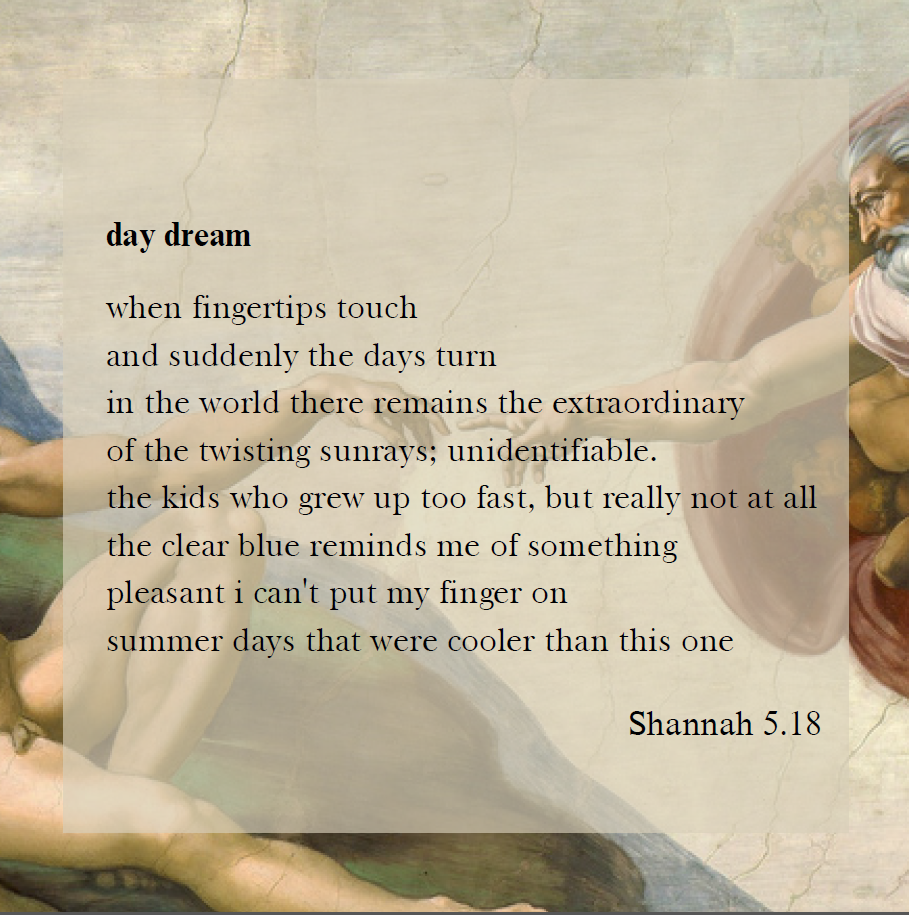 day dream
when fingertips touch
and suddenly the days turn
in the world there remains the extraordinary
of the twisting sunrays; unidentifiable.
the kids who grew up too fast, but really not at all
the clear blue reminds me of something
pleasant i can't put my finger on
summer days that were cooler than this one
Shannah 5.18